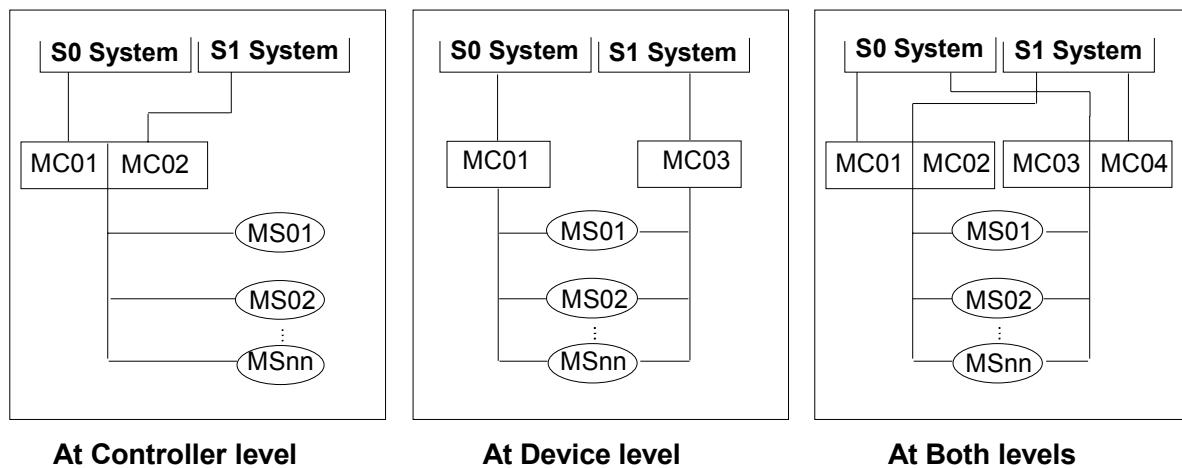 S0 System S1 System
MC01 MC02
MS01
MS02
MSnn
At Controller level
S0 System S1 System
MC01 MC03
MS01
MS02
MSnn
At Device level
S0 System S1 System
MC01 MC02 MC03 MC04
MS01
MS02
MSnn
At Both levels